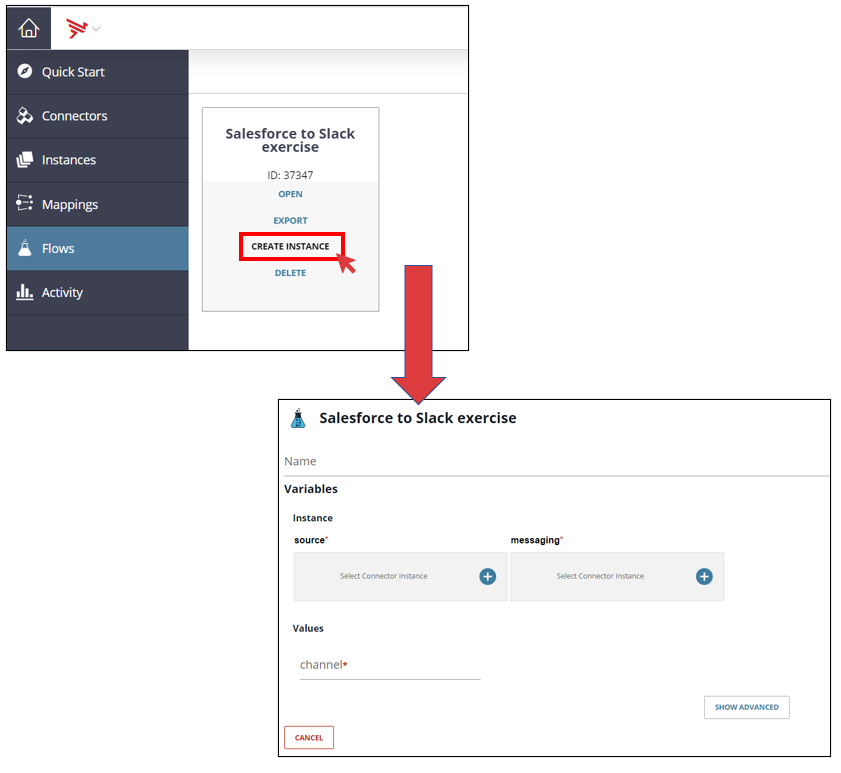 Quick Start
Connectors
Instances
Mappings
Flows
Activity
Salesforce to Slack
exercise
ID: 37347
OPEN
EXPORT
CREATE INSTANCE
DELETE
Salesforce to Slack exercise
Name
Variables
Instance
source* messaging*
Select Connector Instance Select Connector Instance
Values
channel*
SHOW ADVANCED
CANCEL